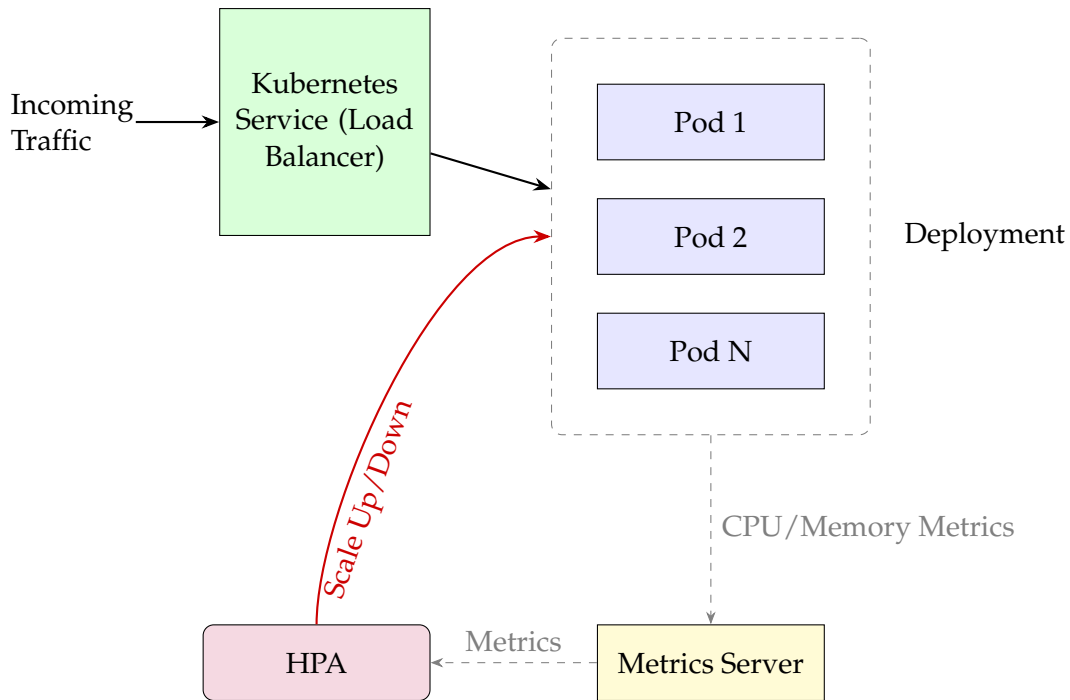 Incoming
Traffic
Kubernetes
Service (Load
Balancer)
Pod 1
Pod 2
Pod N
Deployment
Scale Up/Down
CPU/Memory Metrics
HPA
Metrics
Metrics Server